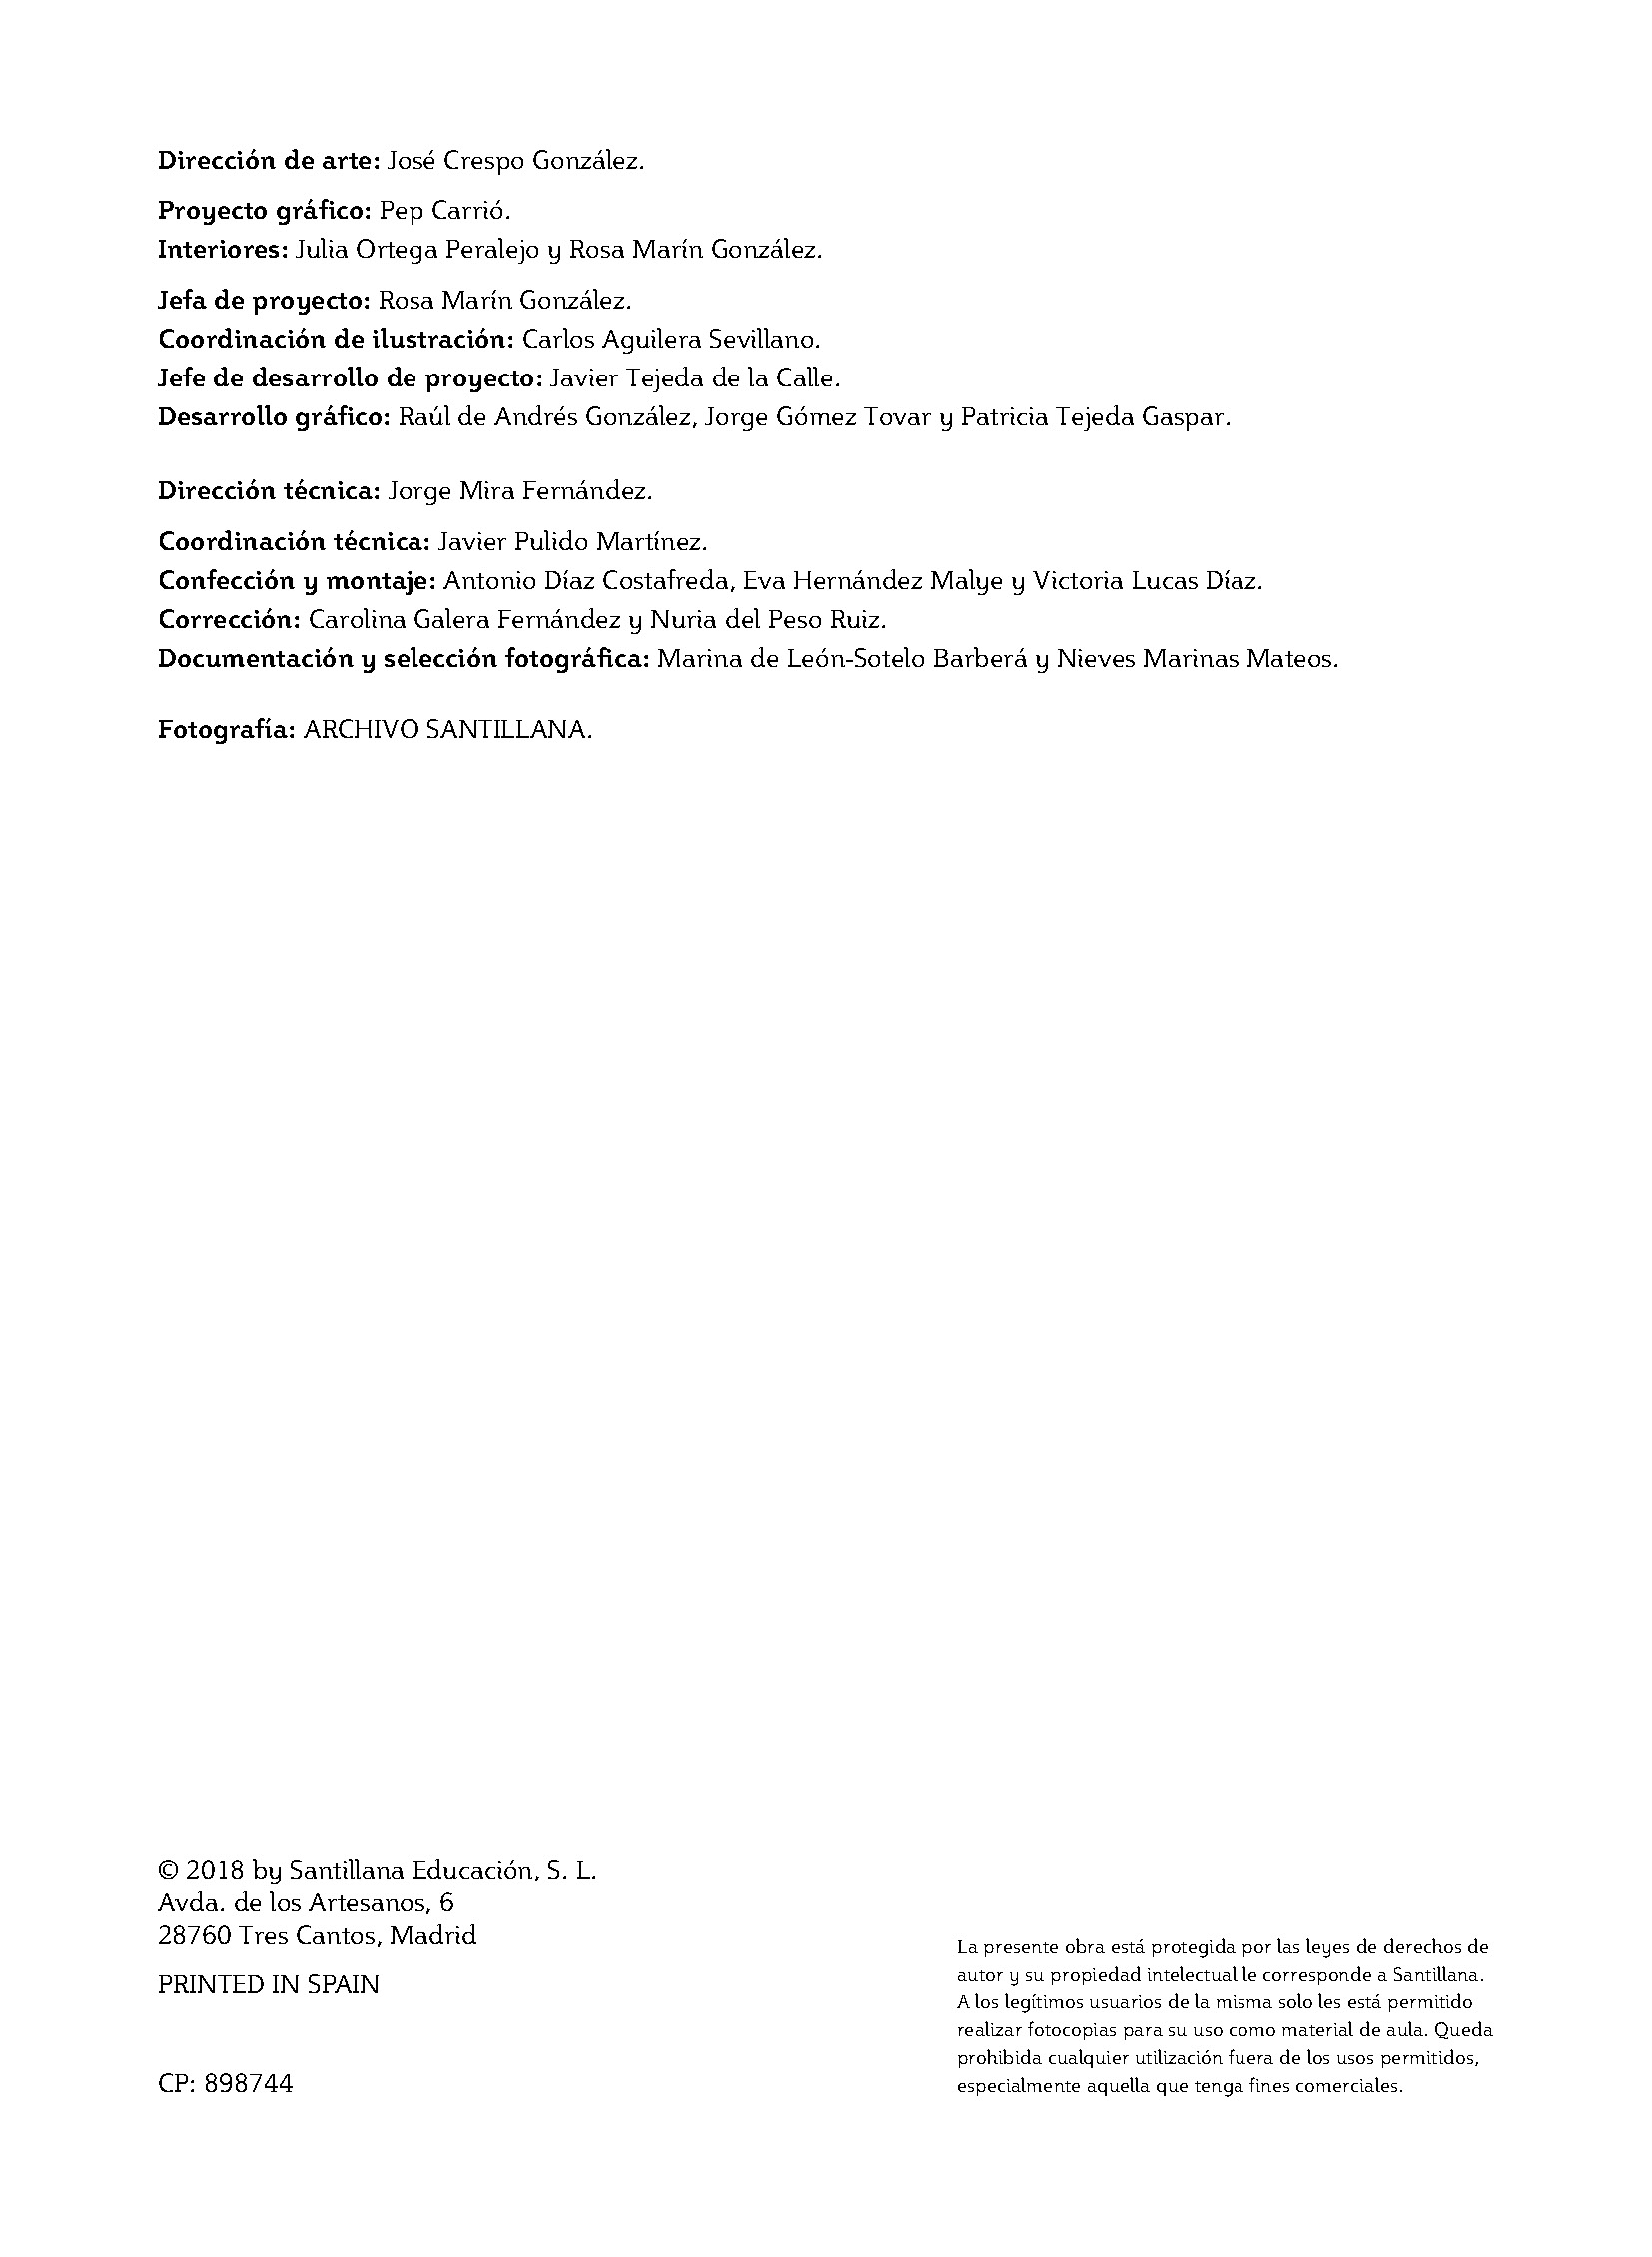 Dirección de arte: José Crespo González.
Proyecto gráfico: Pep Carrió.
Interiores: Julia Ortega Peralejo y Rosa Marín González.
Jefa de proyecto: Rosa Marín González.
Coordinación de ilustración: Carlos Aguilera Sevillano.
Jefe de desarrollo de proyecto: Javier Tejeda de la Calle.
Desarrollo gráfico: Raúl de Andrés González, Jorge Gómez Tovar y Patricia Tejeda Gaspar.
Dirección técnica: Jorge Mira Fernández.
Coordinación técnica: Javier Pulido Martínez.
Confección y montaje: Antonio Díaz Costafreda, Eva Hernández Malye y Victoria Lucas Díaz.
Corrección: Carolina Galera Fernández y Nuria del Peso Ruiz.
Documentación y selección fotográfica: Marina de León-Sotelo Barberá y Nieves Marinas Mateos.
Fotografía: ARCHIVO SANTILLANA.
© 2018 by Santillana Educación, S. L.
Avda. de los Artesanos, 6
28760 Tres Cantos, Madrid
PRINTED IN SPAIN
CP: 898744
La presente obra está protegida por las leyes de derechos de
autor y su propiedad intelectual le corresponde a Santillana.
A los legítimos usuarios de la misma solo les está permitido
realizar fotocopias para su uso como material de aula. Queda
prohibida cualquier utilización fuera de los usos permitidos,
especialmente aquella que tenga fines comerciales.